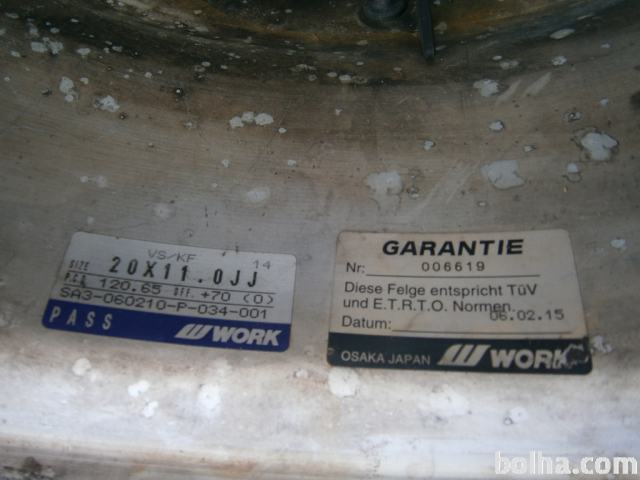 VS/KF 14
SIZE 20X11.0JJ
P.C.D 120.65 OFF. +70 (0)
SA3-060210-P-034-001
PASS WORK
GARANTIE
Nr: 006619
Diese Felge entspricht TüV
und E.T.R.T.O. Normen.
Datum: 06.02.15
OSAKA JAPAN WORK
bolha.com